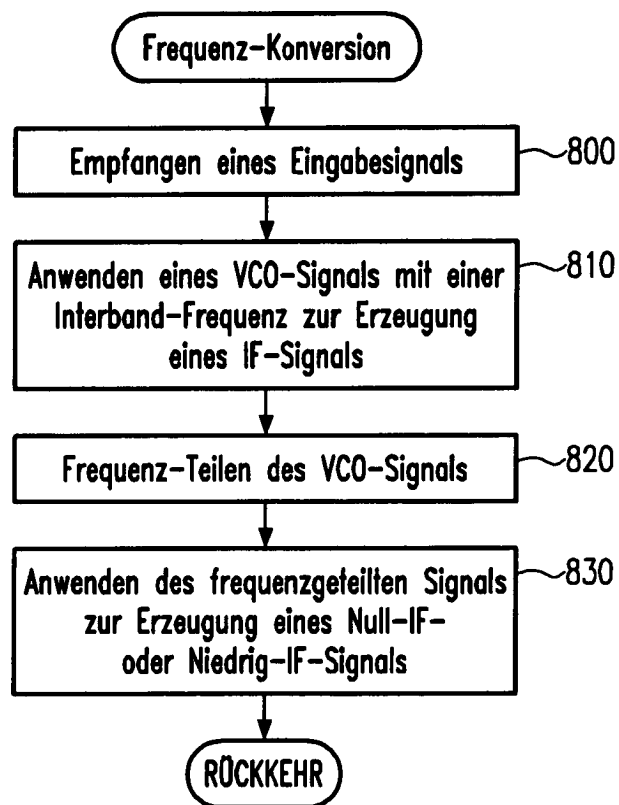 Frequenz-Konversion
Empfangen eines Eingabesignals
800
Anwenden eines VCO-Signals mit einer
Interband-Frequenz zur Erzeugung
eines IF-Signals
810
Frequenz-Teilen des VCO-Signals
820
Anwenden des frequenzgeteilten Signals
zur Erzeugung eines Null-IF-
oder Niedrig-IF-Signals
830
RÜCKKEHR